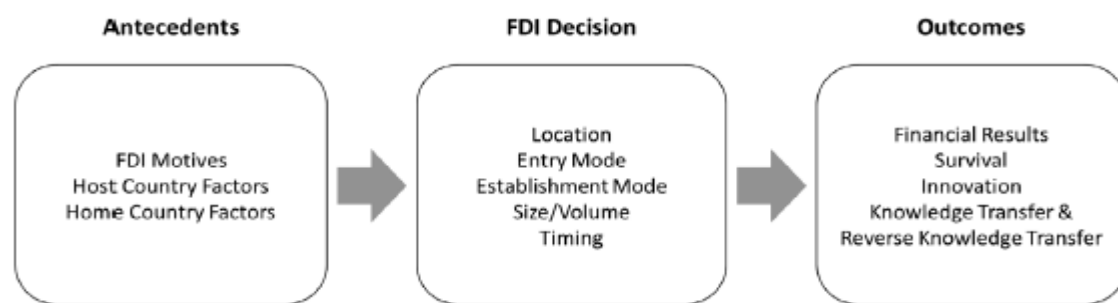 Antecedents
FDI Motives
Host Country Factors
Home Country Factors
FDI Decision
Location
Entry Mode
Establishment Mode
Size/Volume
Timing
Outcomes
Financial Results
Survival
Innovation
Knowledge Transfer &
Reverse Knowledge Transfer